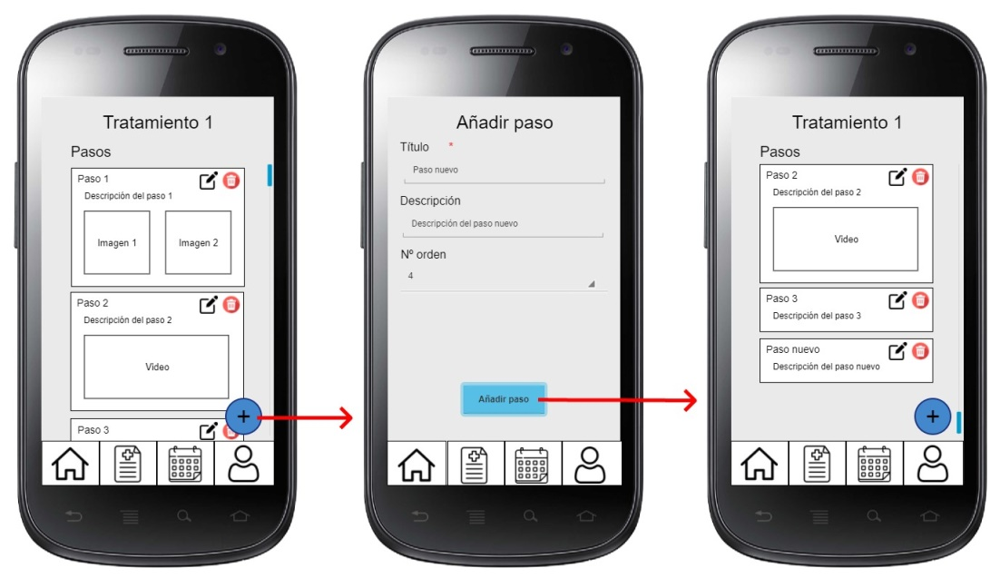 Tratamiento 1
Pasos
Paso 1
Descripción del paso 1
Imagen 1
Imagen 2
Paso 2
Descripción del paso 2
Video
Paso 3
+
Añadir paso
Título *
Paso nuevo
Descripción
Descripción del paso nuevo
Nº orden
4
Añadir paso
Tratamiento 1
Pasos
Paso 2
Descripción del paso 2
Video
Paso 3
Descripción del paso 3
Paso nuevo
Descripción del paso nuevo
+